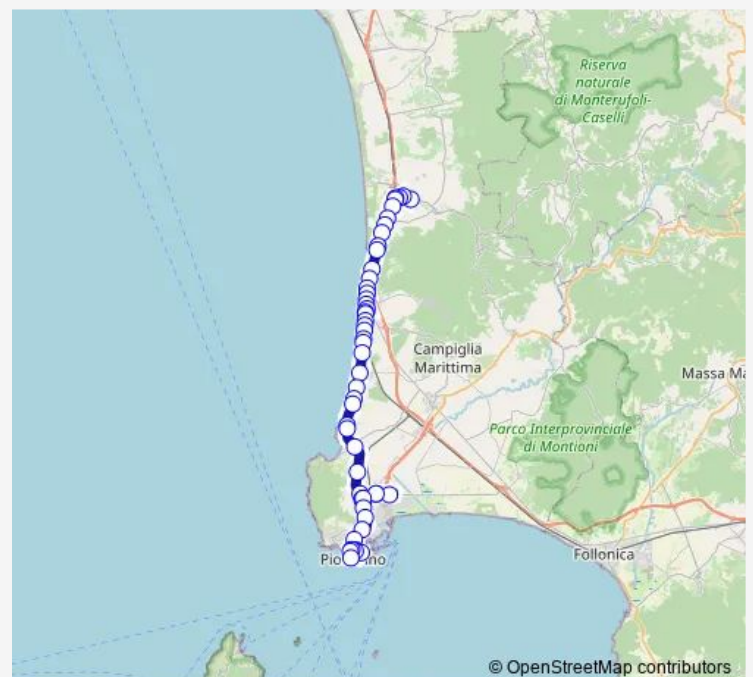 Riserva
naturale
di Monterufoli-
Caselli
Campiglia
Marittima
Massa Ma
Parco Interprovinciale
di Montioni
Follonica
© OpenStreetMap contributors